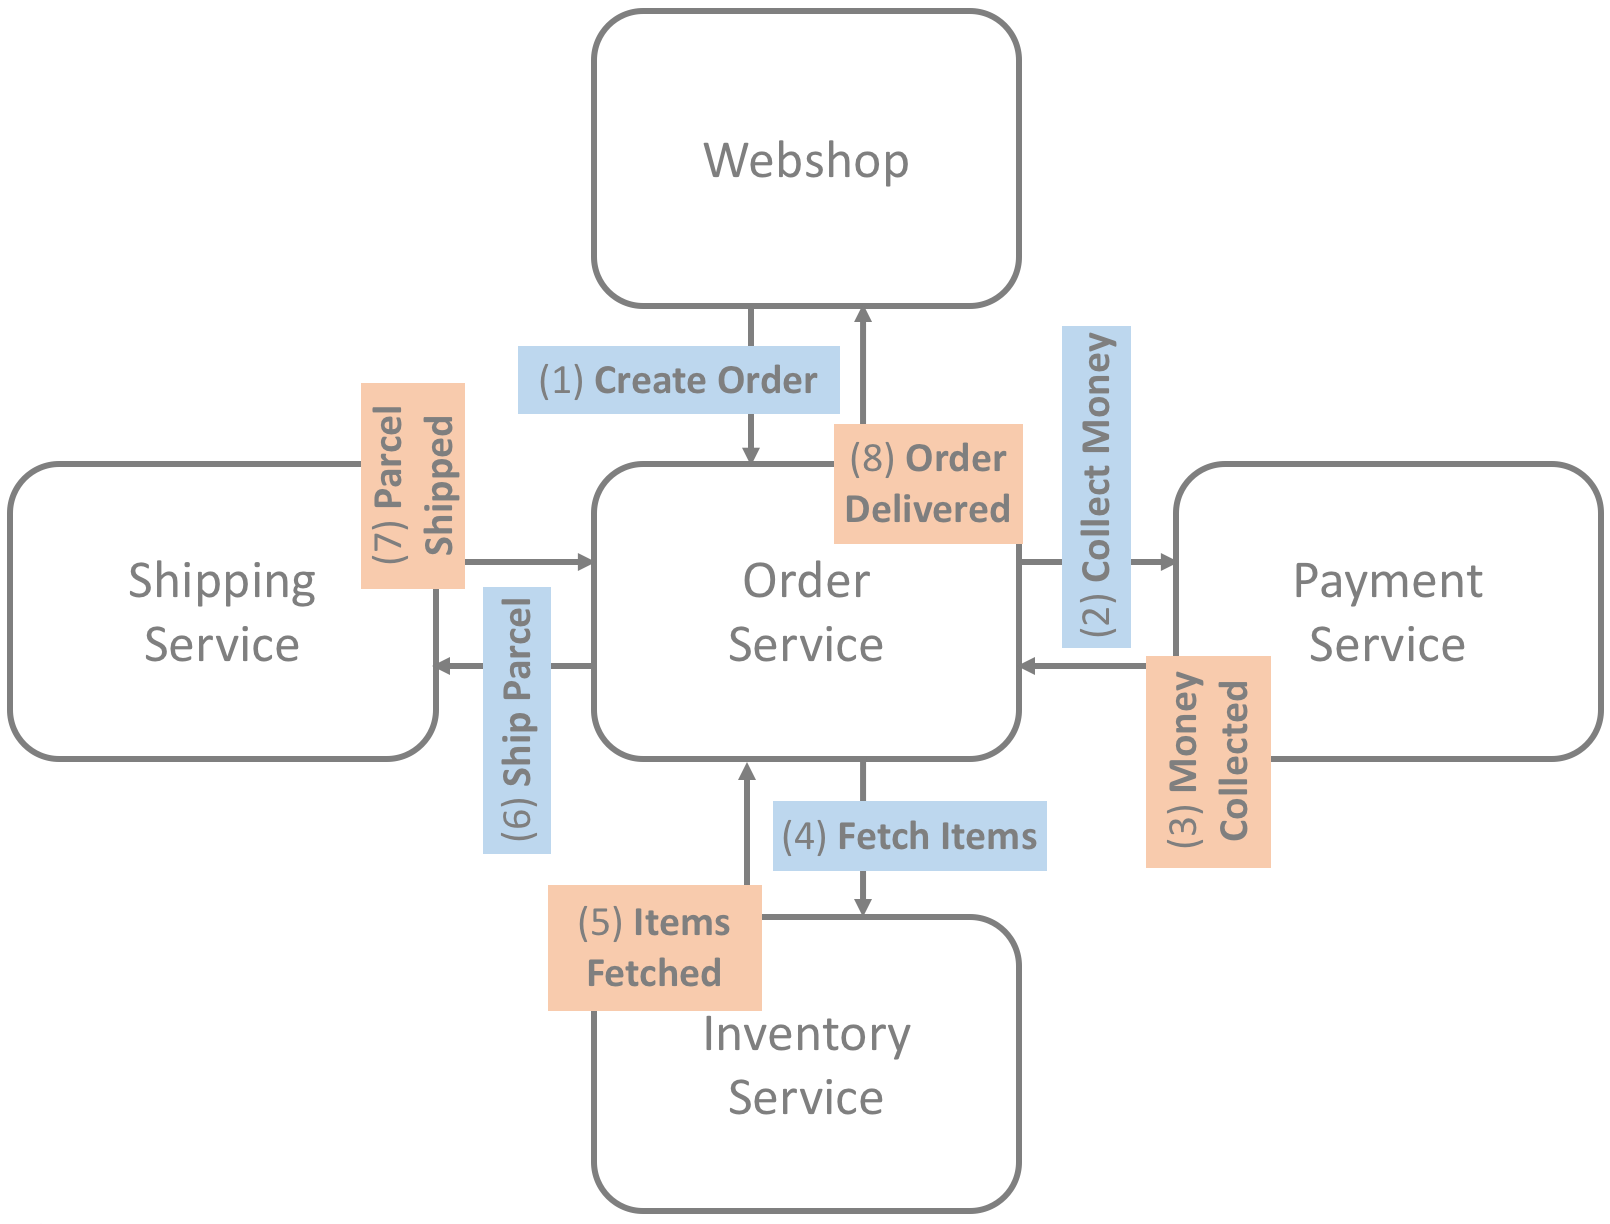 Webshop
(1) Create Order
(8) Order
Delivered
(2) Collect Money
(7) Parcel
Shipped
Shipping
Service
Order
Service
Payment
Service
(6) Ship Parcel
(3) Money
Collected
(4) Fetch Items
(5) Items
Fetched
Inventory
Service